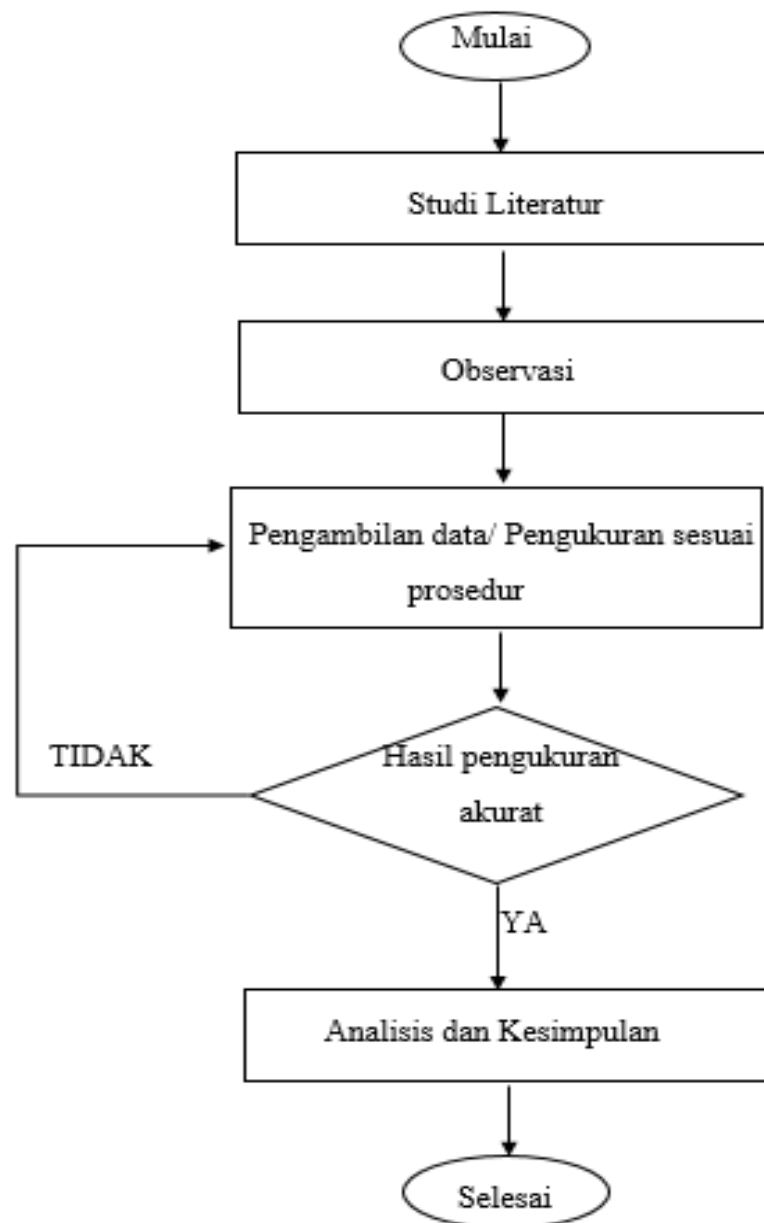 Mulai
Studi Literatur
Observasi
Pengambilan data/ Pengukuran sesuai
prosedur
Hasil pengukuran
akurat
TIDAK
YA
Analisis dan Kesimpulan
Selesai